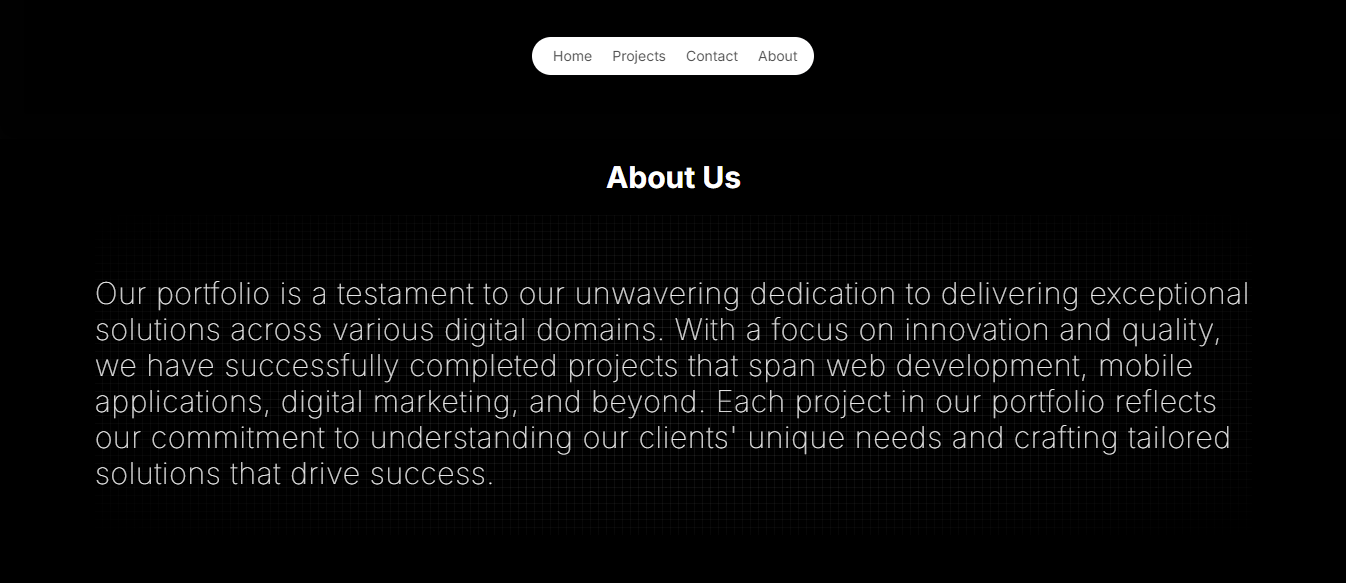 Home Projects Contact About
About Us
Our portfolio is a testament to our unwavering dedication to delivering exceptional
solutions across various digital domains. With a focus on innovation and quality,
we have successfully completed projects that span web development, mobile
applications, digital marketing, and beyond. Each project in our portfolio reflects
our commitment to understanding our clients' unique needs and crafting tailored
solutions that drive success.